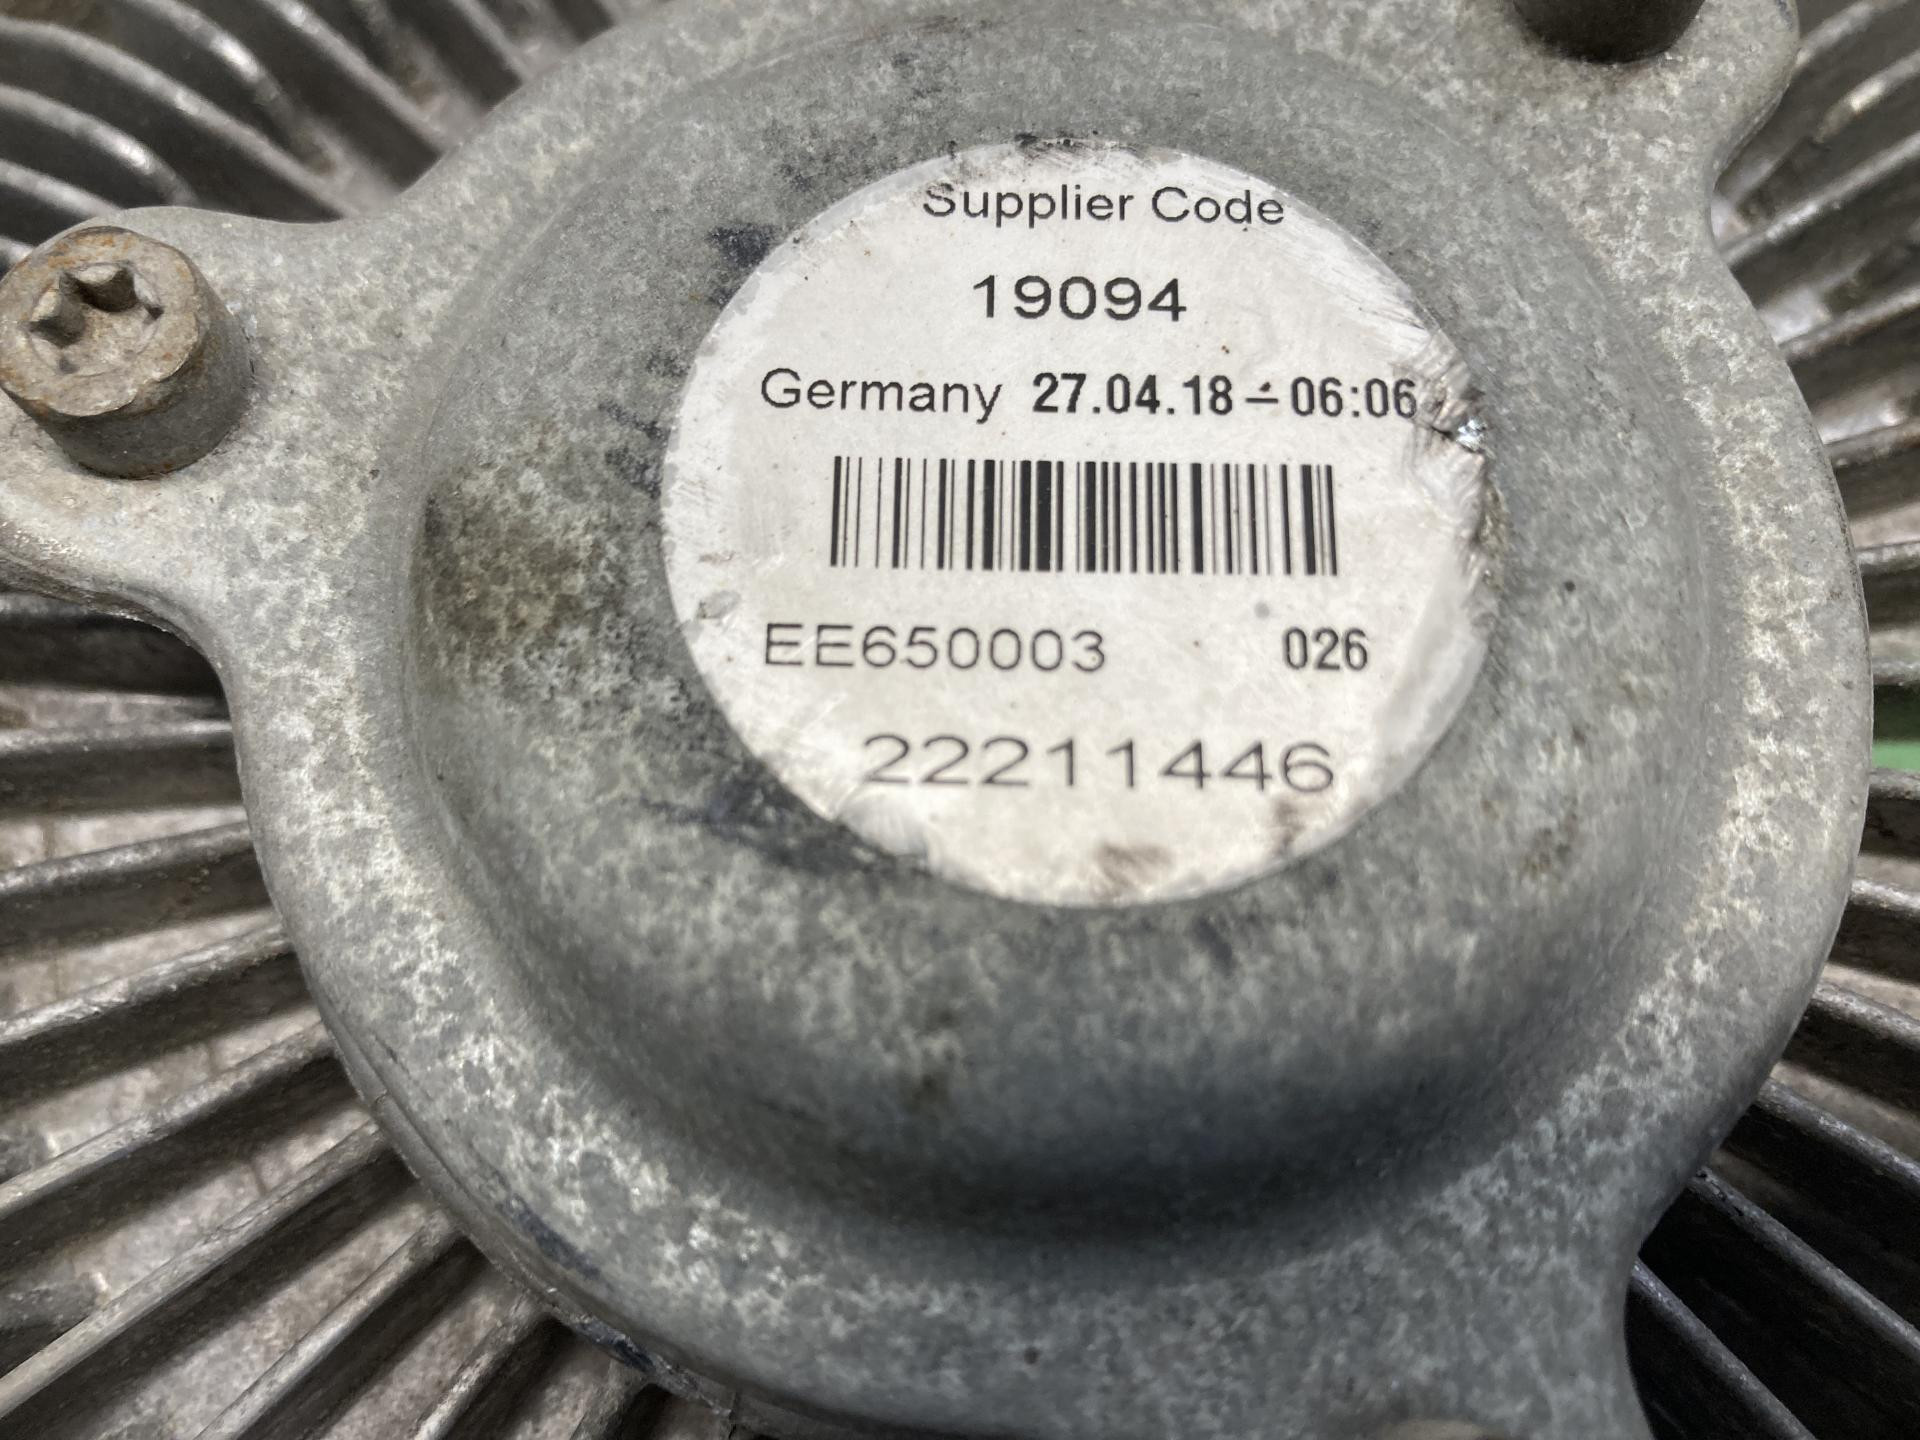 Supplier Code
19094
Germany 27.04.18 - 06:06
EE650003 026
22211446